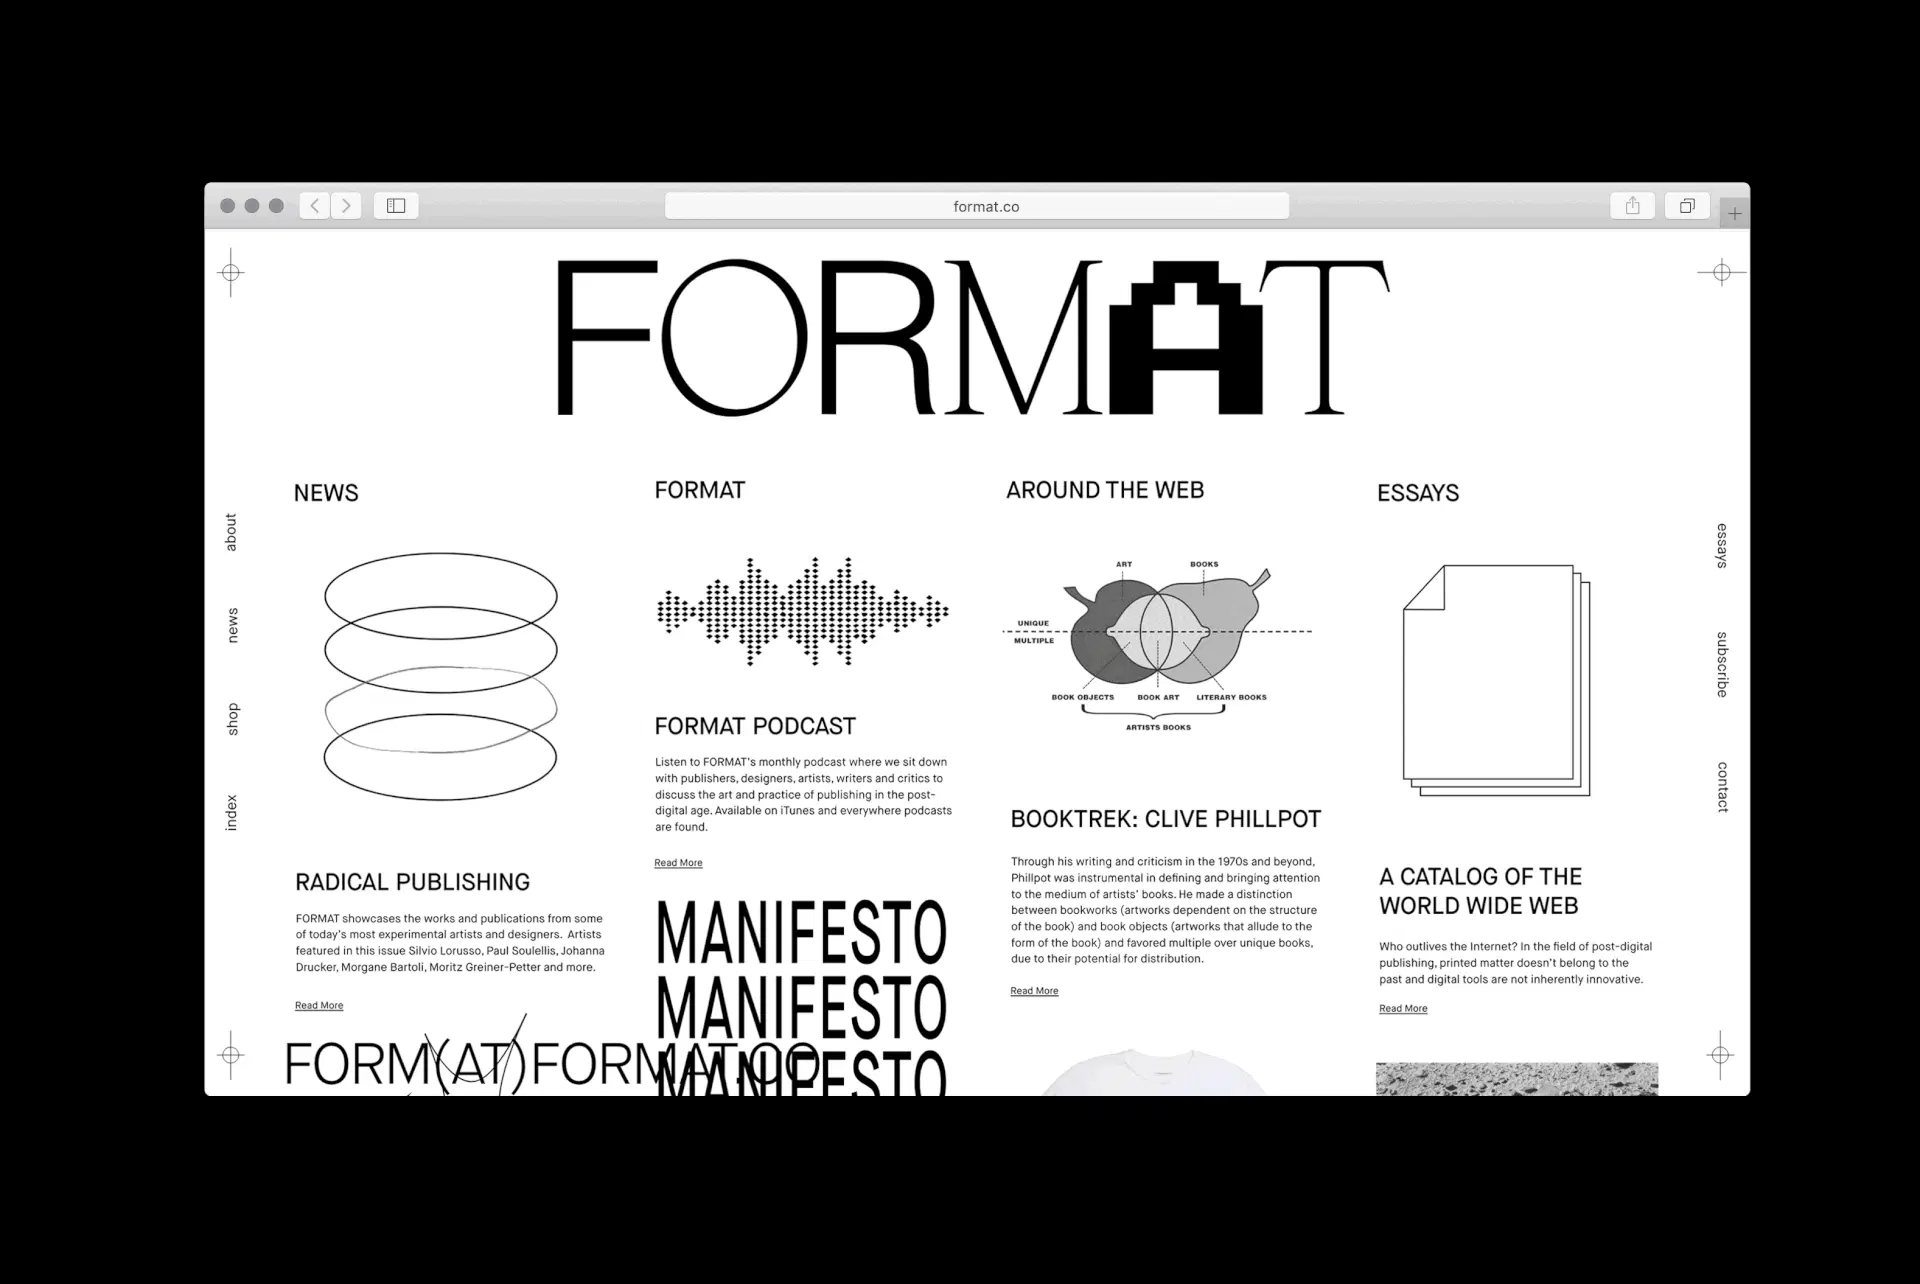 format.co
FORMAT
about
news
shop
index
NEWS
RADICAL PUBLISHING
FORMAT showcases the works and publications from some
of today's most experimental artists and designers. Artists
featured in this issue Silvio Lorusso, Paul Soulellis, Johanna
Drucker, Morgane Bartoli, Moritz Greiner-Petter and more.
Read More
FORM(AT)FORMAT.CO
FORMAT
FORMAT PODCAST
Listen to FORMAT's monthly podcast where we sit down
with publishers, designers, artists, writers and critics to
discuss the art and practice of publishing in the post-
digital age. Available on iTunes and everywhere podcasts
are found.
Read More
MANIFESTO
MANIFESTO
MANIFESTO
AROUND THE WEB
ART
BOOKS
UNIQUE
MULTIPLE
BOOK OBJECTS
BOOK ART
LITERARY BOOKS
ARTISTS BOOKS
BOOKTREK: CLIVE PHILLPOT
Through his writing and criticism in the 1970s and beyond,
Phillpot was instrumental in defining and bringing attention
to the medium of artists' books. He made a distinction
between bookworks (artworks dependent on the structure
of the book) and book objects (artworks that allude to the
form of the book) and favored multiple over unique books,
due to their potential for distribution.
Read More
ESSAYS
A CATALOG OF THE
WORLD WIDE WEB
Who outlives the Internet? In the field of post-digital
publishing, printed matter doesn't belong to the
past and digital tools are not inherently innovative.
Read More
essays
subscribe
contact